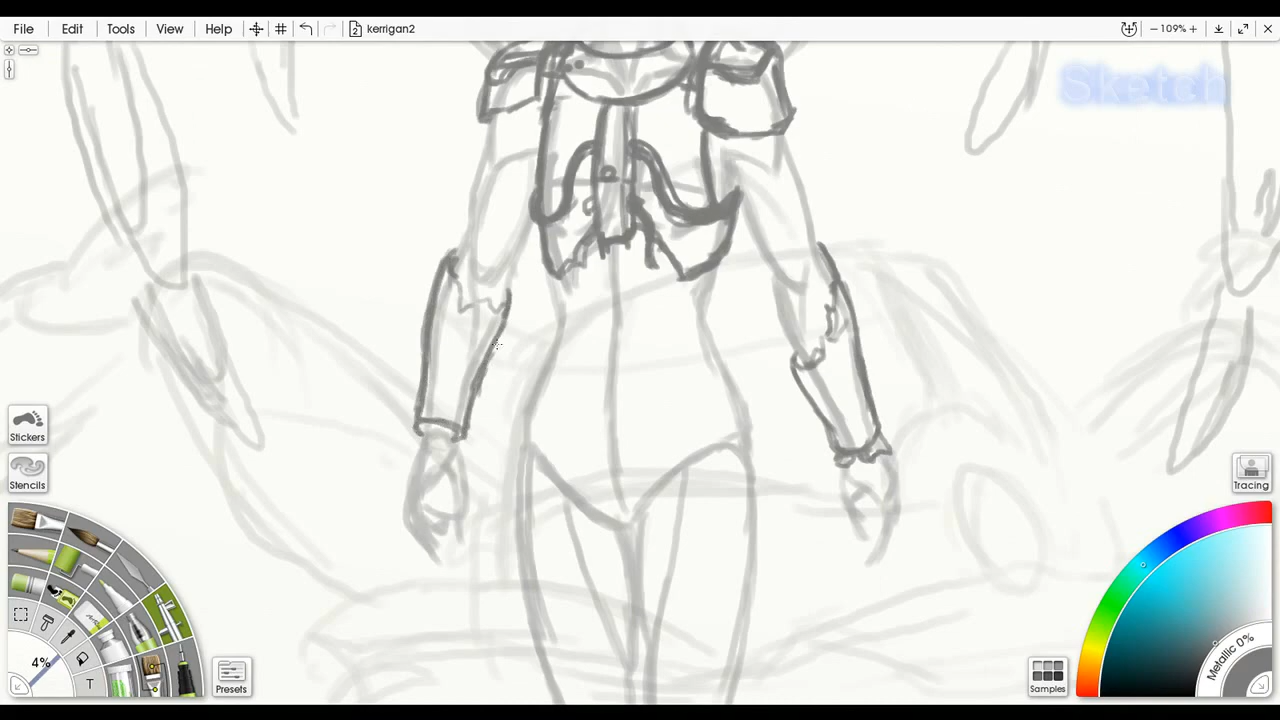 File Edit Tools View Help kerrigan2 − 109% +
Sketch
Stickers
Stencils
Tracing
4%
T
Presets
Samples
Metallic 0%